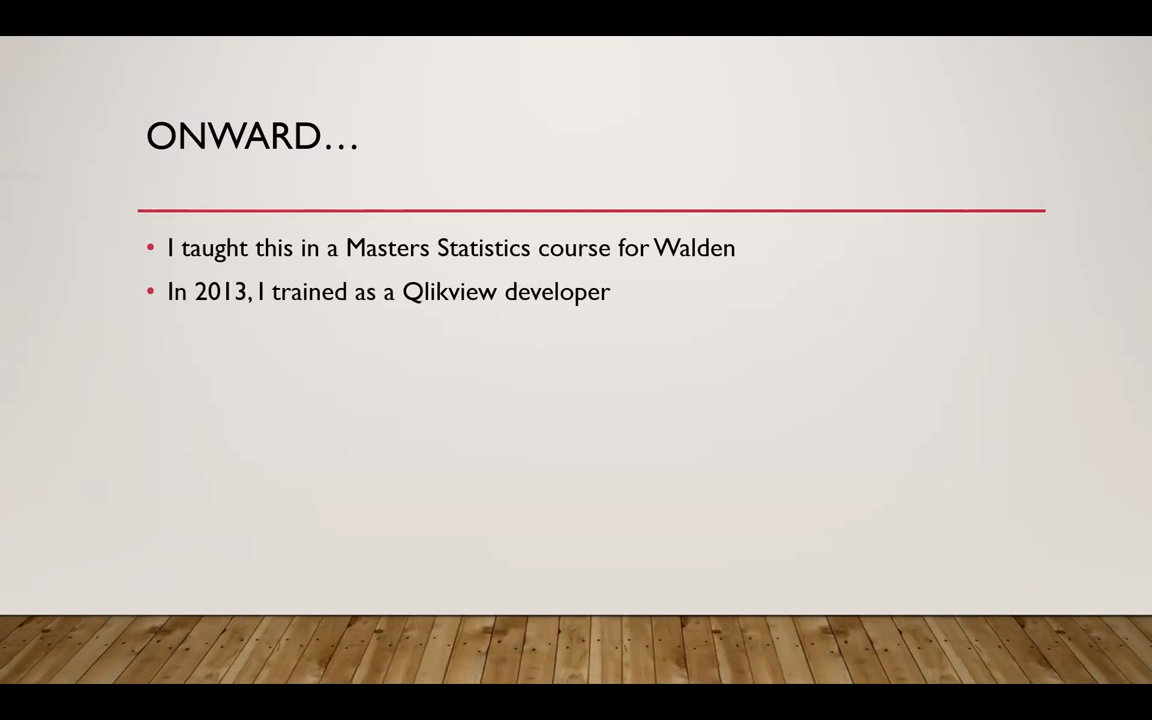 ONWARD…
• I taught this in a Masters Statistics course for Walden
• In 2013, I trained as a Qlikview developer